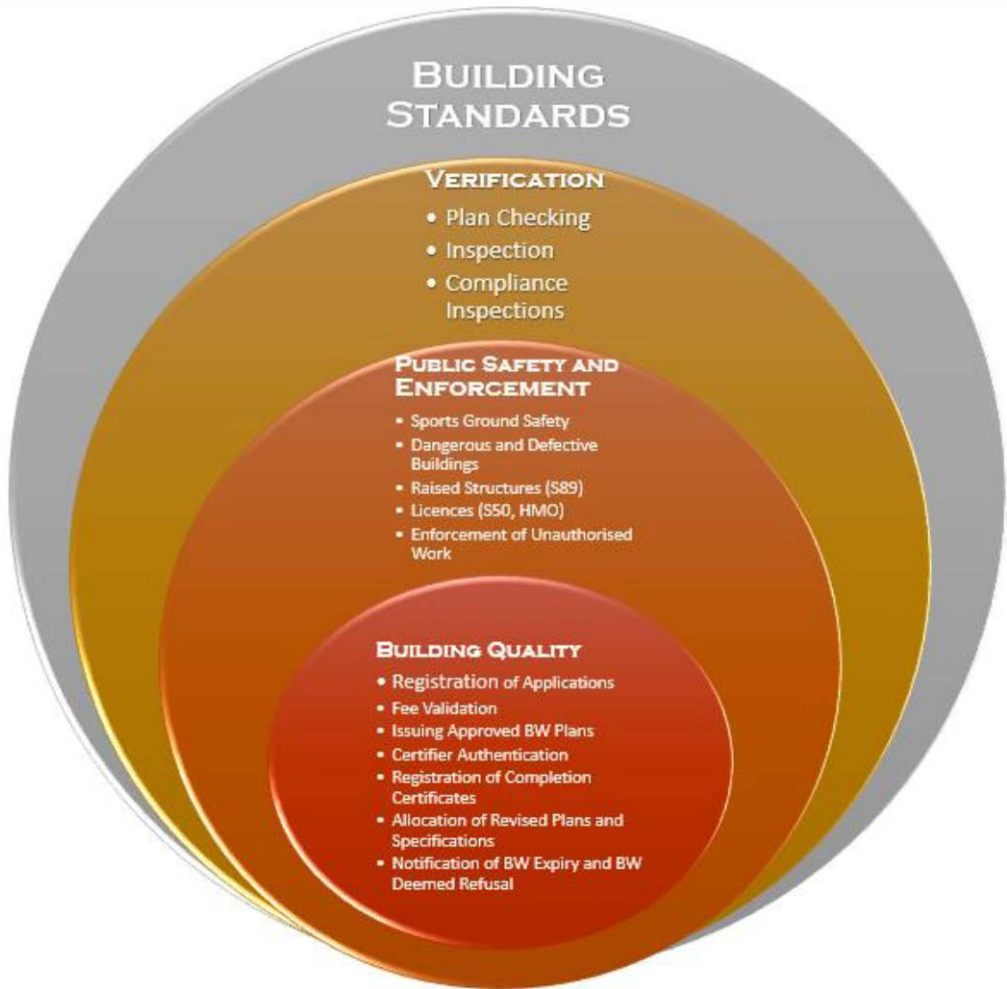 BUILDING
STANDARDS
VERIFICATION
• Plan Checking
• Inspection
• Compliance
Inspections
PUBLIC SAFETY AND
ENFORCEMENT
• Sports Ground Safety
• Dangerous and Defective
Buildings
• Raised Structures (S89)
• Licences (S50, HMO)
• Enforcement of Unauthorised
Work
BUILDING QUALITY
• Registration of Applications
• Fee Validation
• Issuing Approved BW Plans
• Certifier Authentication
• Registration of Completion
Certificates
• Allocation of Revised Plans and
Specifications
• Notification of BW Expiry and BW
Deemed Refusal